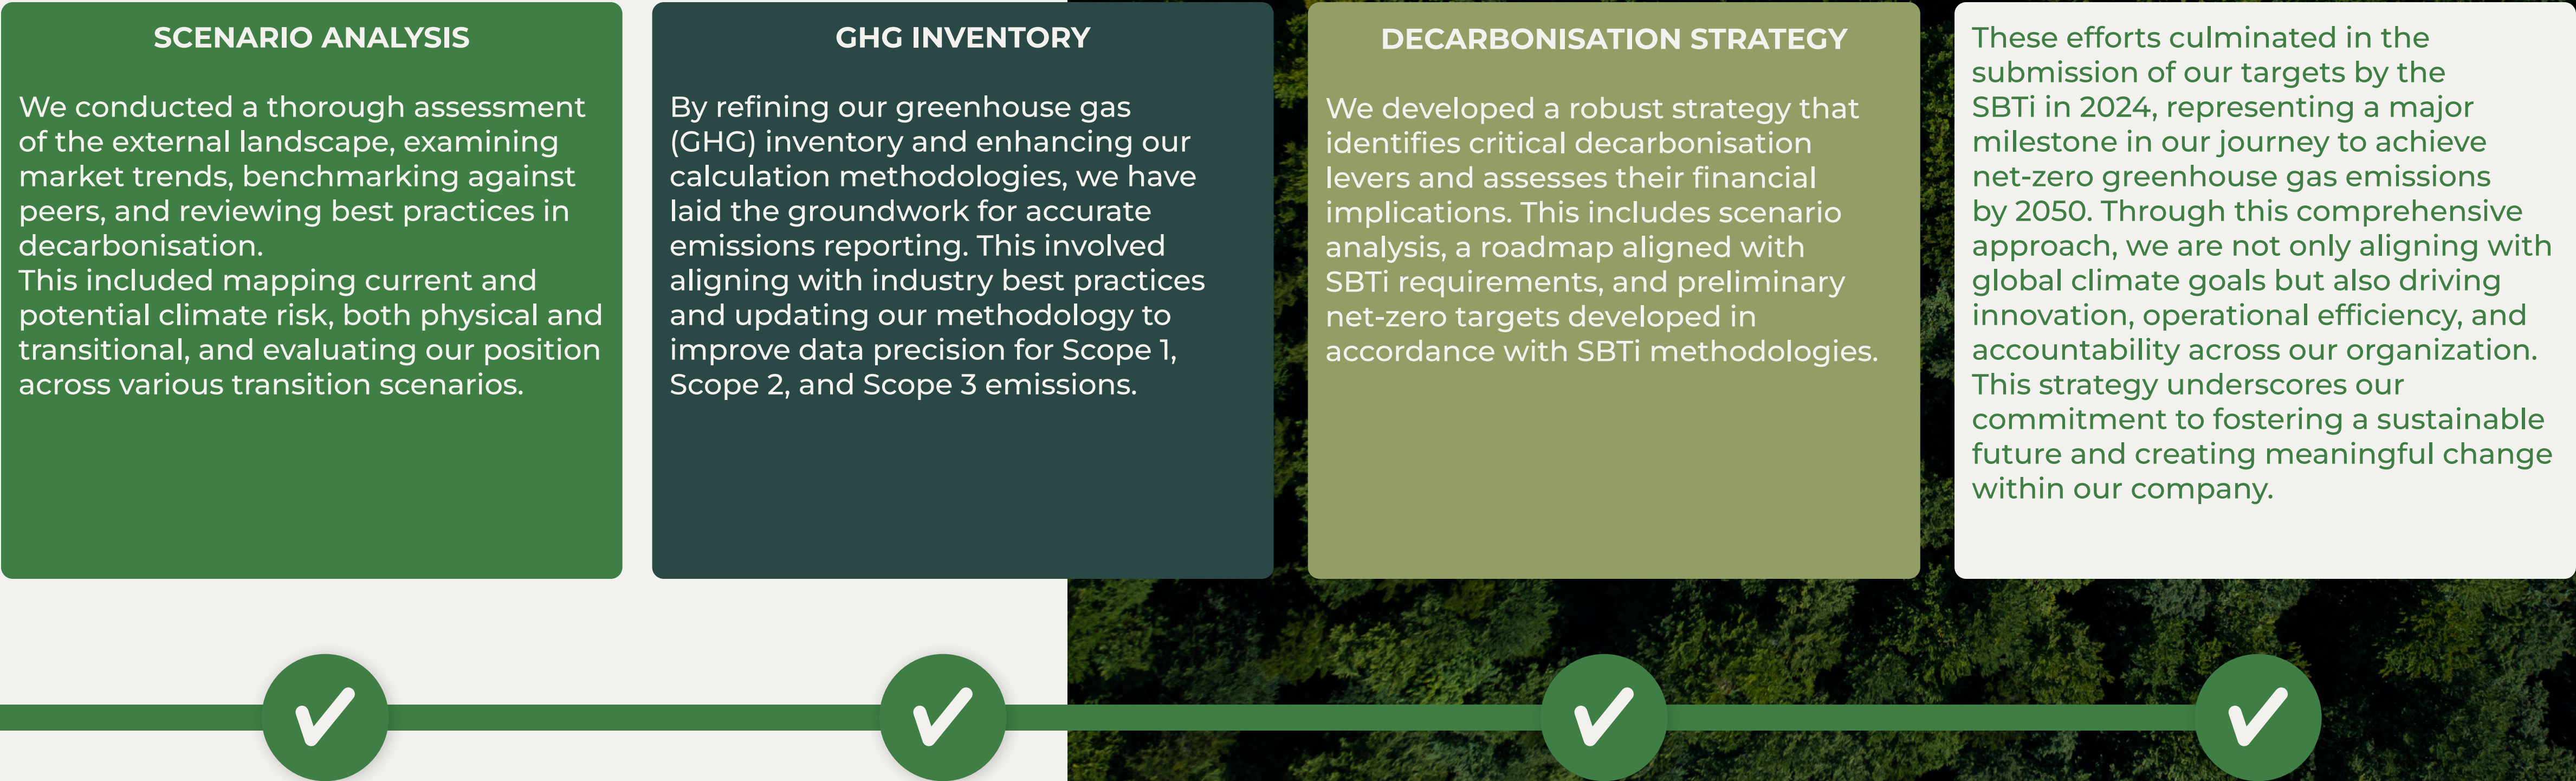 SCENARIO ANALYSIS
We conducted a thorough assessment
of the external landscape, examining
market trends, benchmarking against
peers, and reviewing best practices in
decarbonisation.
This included mapping current and
potential climate risk, both physical and
transitional, and evaluating our position
across various transition scenarios.
GHG INVENTORY
By refining our greenhouse gas
(GHG) inventory and enhancing our
calculation methodologies, we have
laid the groundwork for accurate
emissions reporting. This involved
aligning with industry best practices
and updating our methodology to
improve data precision for Scope 1,
Scope 2, and Scope 3 emissions.
DECARBONISATION STRATEGY
We developed a robust strategy that
identifies critical decarbonisation
levers and assesses their financial
implications. This includes scenario
analysis, a roadmap aligned with
SBTi requirements, and preliminary
net-zero targets developed in
accordance with SBTi methodologies.
These efforts culminated in the
submission of our targets by the
SBTi in 2024, representing a major
milestone in our journey to achieve
net-zero greenhouse gas emissions
by 2050. Through this comprehensive
approach, we are not only aligning with
global climate goals but also driving
innovation, operational efficiency, and
accountability across our organization.
This strategy underscores our
commitment to fostering a sustainable
future and creating meaningful change
within our company.